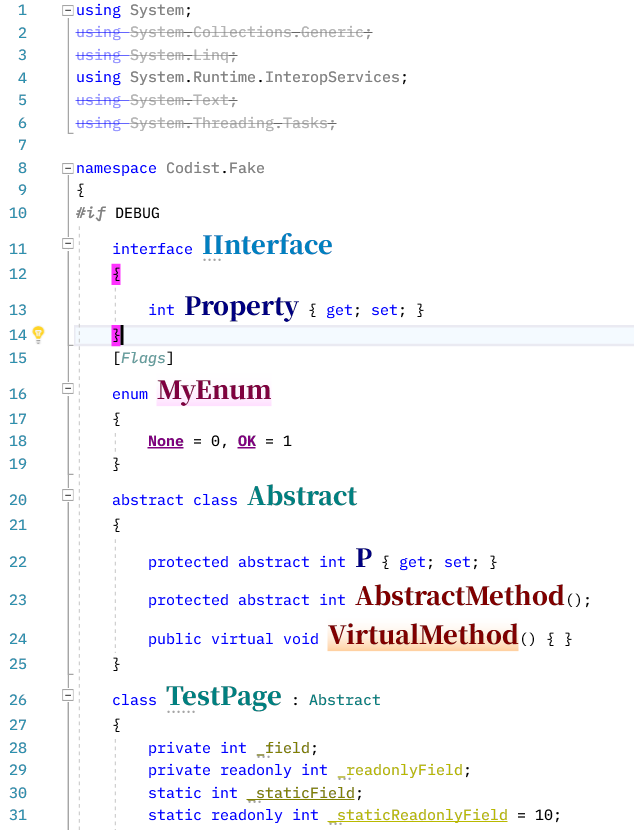 1 using System;
2 using System.Collections.Generic;
3 using System.Linq;
4 using System.Runtime.InteropServices;
5 using System.Text;
6 using System.Threading.Tasks;
7
8 namespace Codist.Fake
9 {
10 #if DEBUG
11 interface IInterface
12 {
13 int Property { get; set; }
14 }
15 [Flags]
16 enum MyEnum
17 {
18 None = 0, OK = 1
19 }
20 abstract class Abstract
21 {
22 protected abstract int P { get; set; }
23 protected abstract int AbstractMethod();
24 public virtual void VirtualMethod() { }
25 }
26 class TestPage : Abstract
27 {
28 private int _field;
29 private readonly int _readonlyField;
30 static int _staticField;
31 static readonly int _staticReadonlyField = 10;